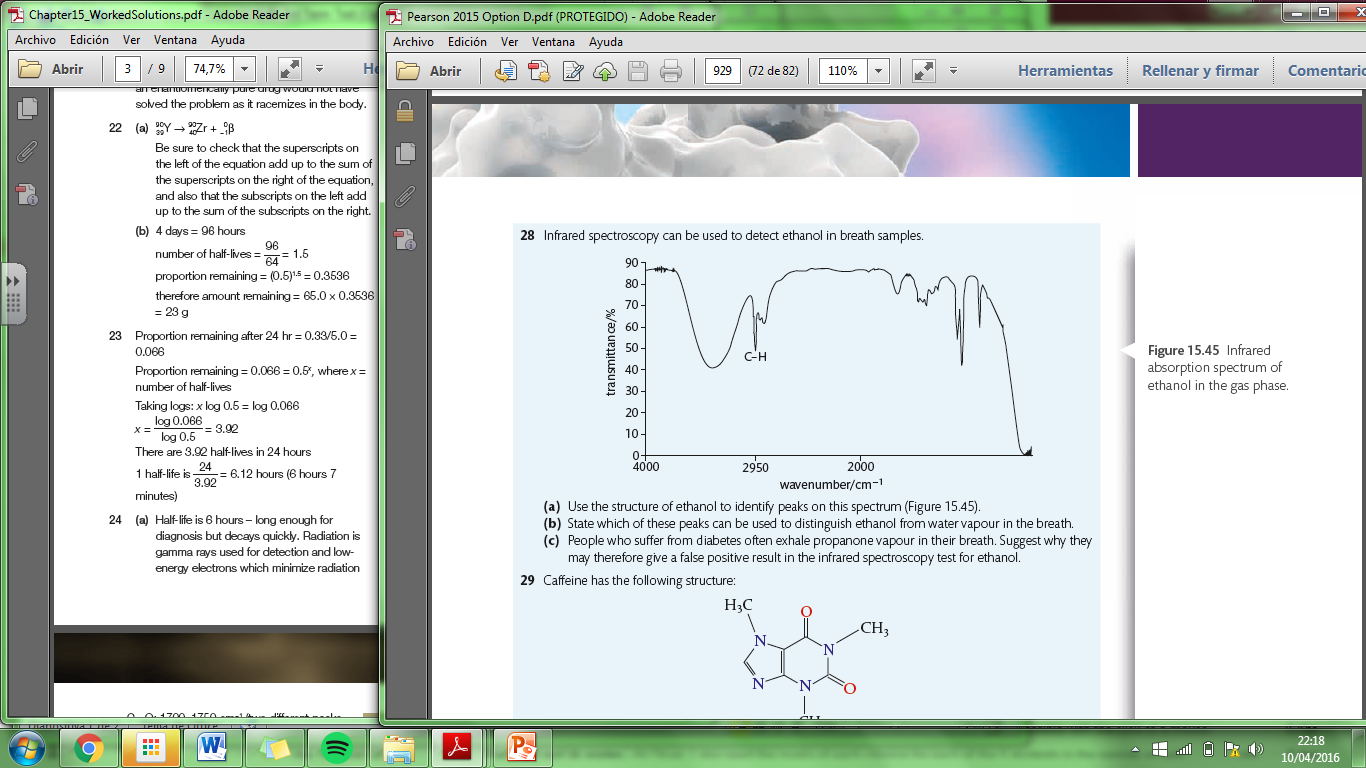 Chapter15_WorkedSolutions.pdf - Adobe Reader
Archivo Edición Ver Ventana Ayuda
Abrir 3 / 9 74,7%
an enantiomerically pure drug would not have
solved the problem as it racemizes in the body.
22 (a) ⁹⁰₃₉Y → ⁹⁰₄₀Zr + ⁰₋₁β
Be sure to check that the superscripts on
the left of the equation add up to the sum of
the superscripts on the right of the equation,
and also that the subscripts on the left add
up to the sum of the subscripts on the right.
(b) 4 days = 96 hours
number of half-lives = 96/64 = 1.5
proportion remaining = (0.5)¹·⁵ = 0.3536
therefore amount remaining = 65.0 × 0.3536
= 23 g
23 Proportion remaining after 24 hr = 0.33/5.0 =
0.066
Proportion remaining = 0.066 = 0.5ˣ, where x =
number of half-lives
Taking logs: x log 0.5 = log 0.066
x = log 0.066/log 0.5 = 3.92
There are 3.92 half-lives in 24 hours
1 half-life is 24/3.92 = 6.12 hours (6 hours 7
minutes)
24 (a) Half-life is 6 hours – long enough for
diagnosis but decays quickly. Radiation is
gamma rays used for detection and low-
energy electrons which minimize radiation
Pearson 2015 Option D.pdf (PROTEGIDO) - Adobe Reader
Archivo Edición Ver Ventana Ayuda
Abrir 929 (72 de 82) 110% Herramientas Rellenar y firmar Comentario
28 Infrared spectroscopy can be used to detect ethanol in breath samples.
transmittance/%
90
80
70
60
50
40
30
20
10
0
C–H
4000 2950 2000
wavenumber/cm⁻¹
Figure 15.45 Infrared
absorption spectrum of
ethanol in the gas phase.
(a) Use the structure of ethanol to identify peaks on this spectrum (Figure 15.45).
(b) State which of these peaks can be used to distinguish ethanol from water vapour in the breath.
(c) People who suffer from diabetes often exhale propanone vapour in their breath. Suggest why they
may therefore give a false positive result in the infrared spectroscopy test for ethanol.
29 Caffeine has the following structure:
H₃C
O
CH₃
N
N
N
N
O
22:18
10/04/2016